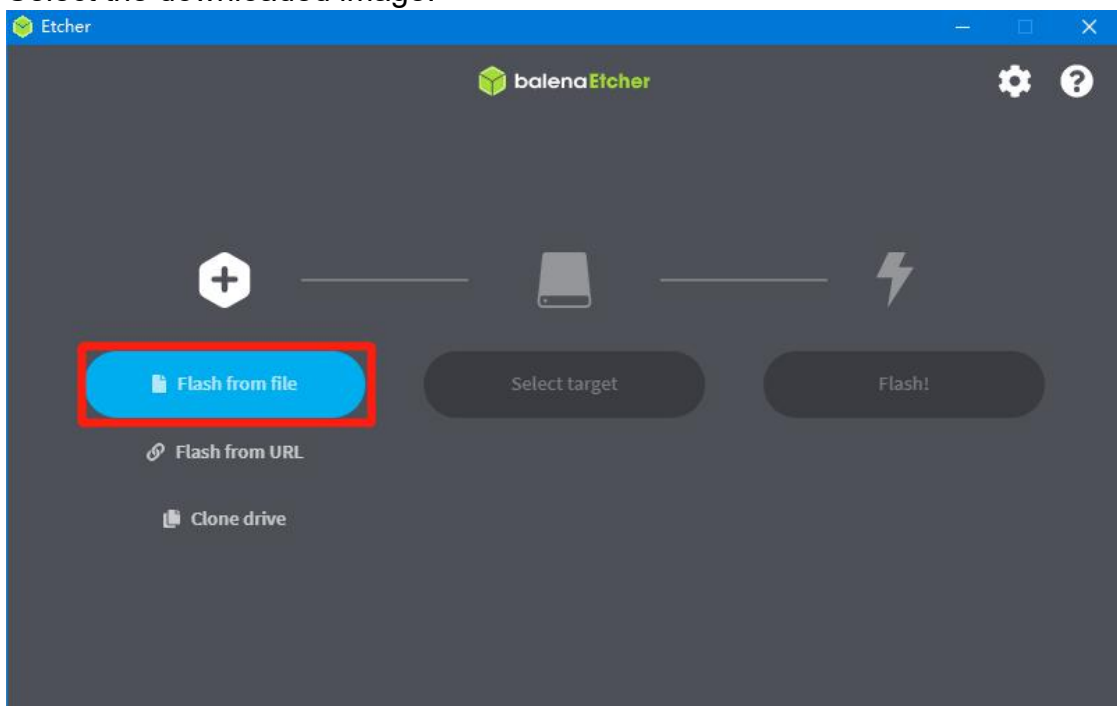 Select the downloaded image.
Etcher
balenaEtcher
Flash from file
Select target
Flash!
Flash from URL
Clone drive